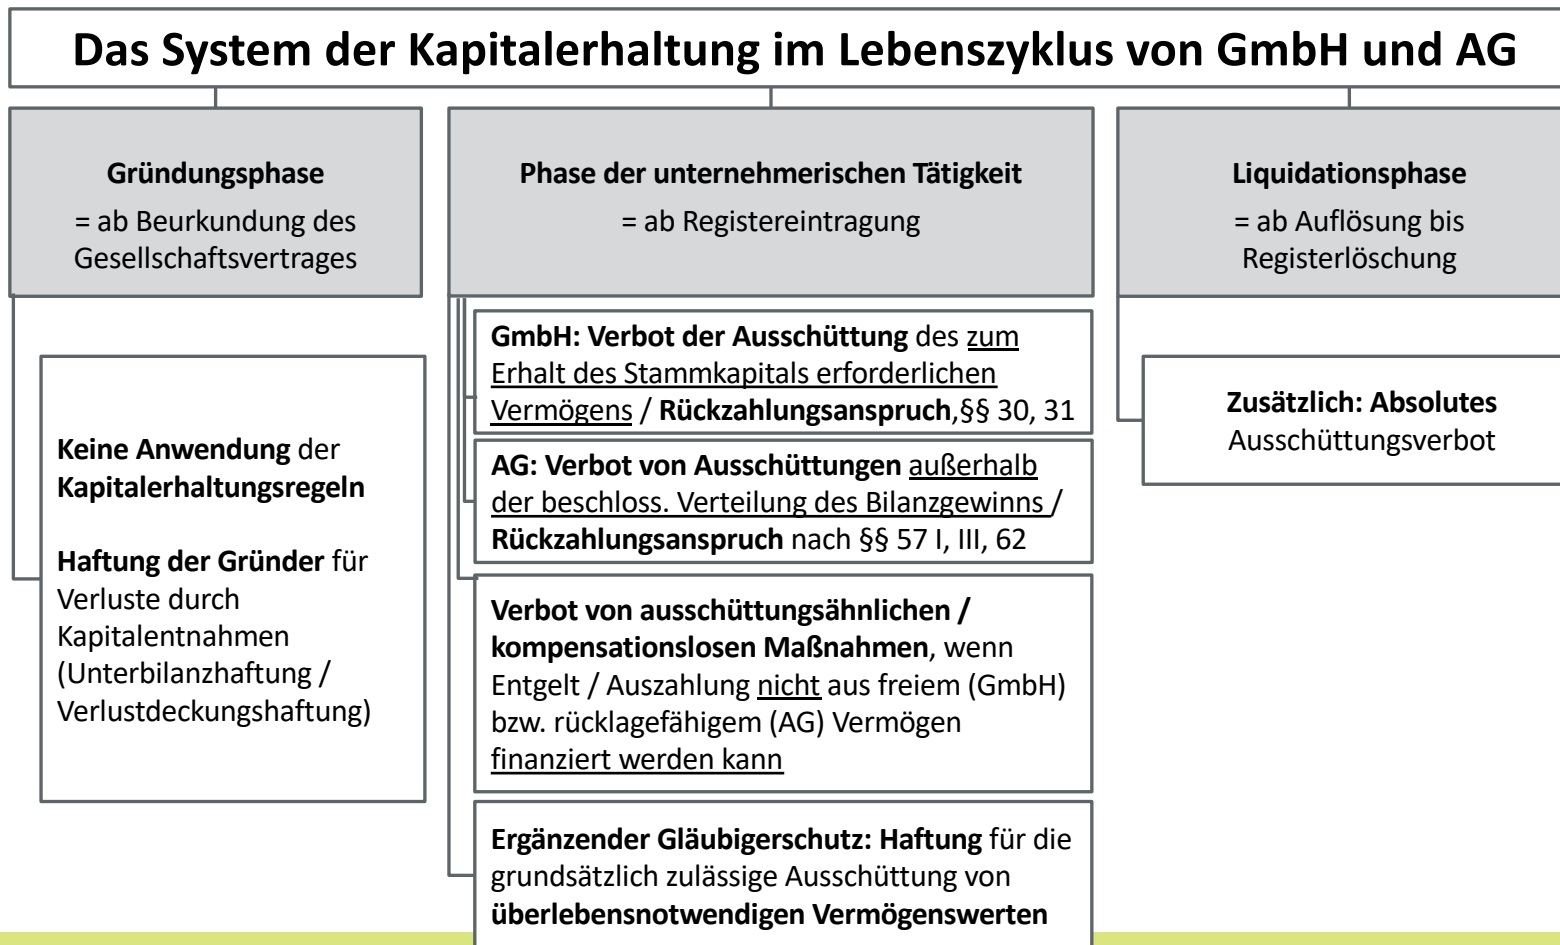 Das System der Kapitalerhaltung im Lebenszyklus von GmbH und AG
Gründungsphase
= ab Beurkundung des
Gesellschaftsvertrages
Keine Anwendung der
Kapitalerhaltungsregeln
Haftung der Gründer für
Verluste durch
Kapitalentnahmen
(Unterbilanzhaftung /
Verlustdeckungshaftung)
Phase der unternehmerischen Tätigkeit
= ab Registereintragung
GmbH: Verbot der Ausschüttung des zum
Erhalt des Stammkapitals erforderlichen
Vermögens / Rückzahlungsanspruch,§§ 30, 31
AG: Verbot von Ausschüttungen außerhalb
der beschloss. Verteilung des Bilanzgewinns /
Rückzahlungsanspruch nach §§ 57 I, III, 62
Verbot von ausschüttungsähnlichen /
kompensationslosen Maßnahmen, wenn
Entgelt / Auszahlung nicht aus freiem (GmbH)
bzw. rücklagefähigem (AG) Vermögen
finanziert werden kann
Ergänzender Gläubigerschutz: Haftung für die
grundsätzlich zulässige Ausschüttung von
überlebensnotwendigen Vermögenswerten
Liquidationsphase
= ab Auflösung bis
Registerlöschung
Zusätzlich: Absolutes
Ausschüttungsverbot